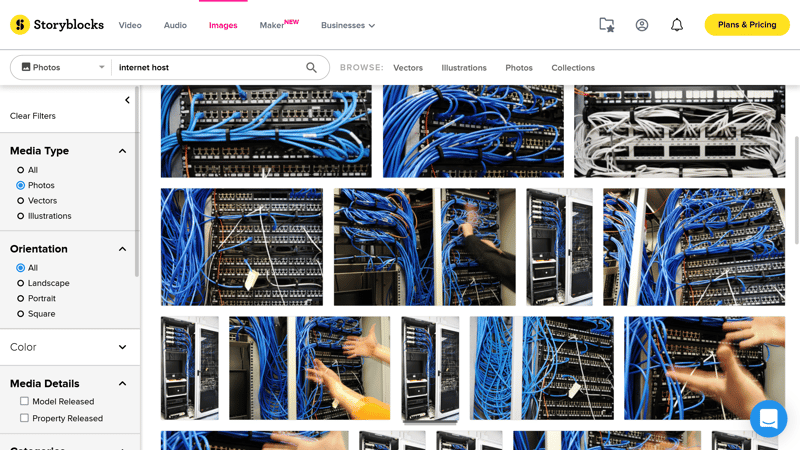 Storyblocks
Video
Audio
Images
Maker NEW
Businesses
Plans & Pricing
Photos
internet host
BROWSE:
Vectors
Illustrations
Photos
Collections
Clear Filters
Media Type
All
Photos
Vectors
Illustrations
Orientation
All
Landscape
Portrait
Square
Color
Media Details
Model Released
Property Released